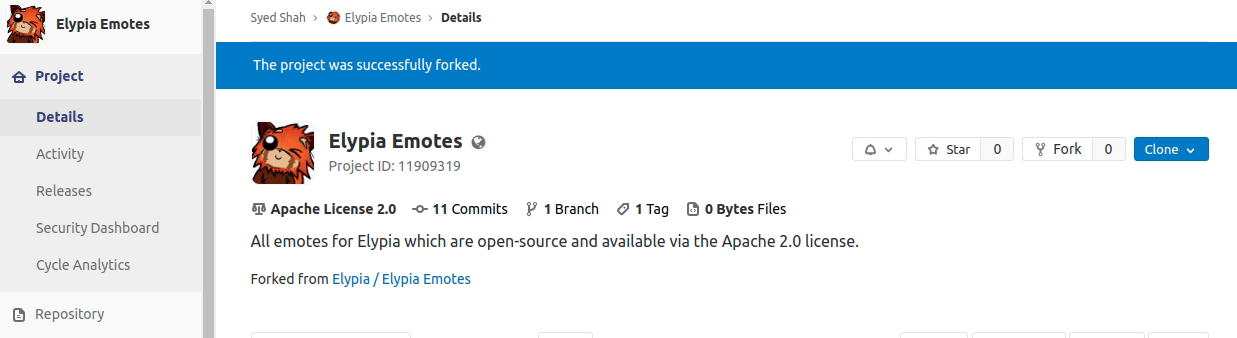 Elypia Emotes
Project
Details
Activity
Releases
Security Dashboard
Cycle Analytics
Repository
Syed Shah › Elypia Emotes › Details
The project was successfully forked.
Elypia Emotes
Project ID: 11909319
Star 0 Fork 0 Clone
Apache License 2.0 11 Commits 1 Branch 1 Tag 0 Bytes Files
All emotes for Elypia which are open-source and available via the Apache 2.0 license.
Forked from Elypia / Elypia Emotes